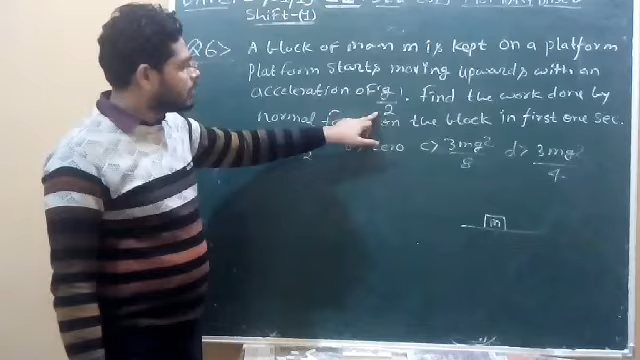 Shift-(1)
Q6> A block of mass m is kept on a platform
platform starts moving upwards with an
acceleration of g/2. find the work done by
normal on the block in first one sec.
2 zero c> 3mg²/8 d> 3mg²/4
m